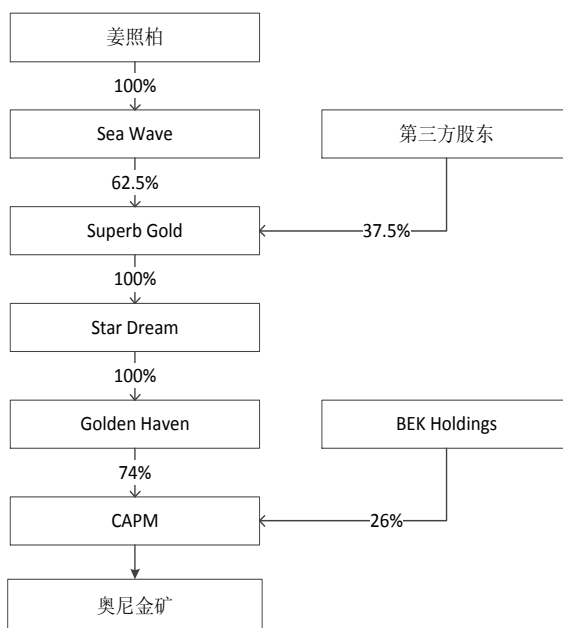 姜照柏
100%
Sea Wave
第三方股东
62.5%
Superb Gold
37.5%
100%
Star Dream
100%
Golden Haven
BEK Holdings
74%
CAPM
26%
奥尼金矿